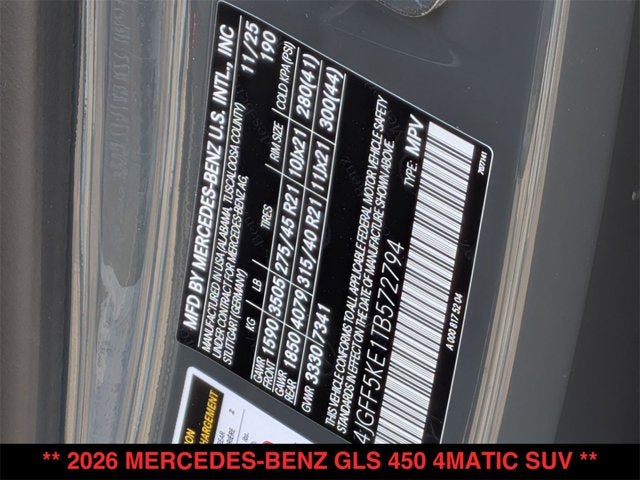 MFD BY MERCEDES-BENZ U.S. INTL., INC 11/25
MANUFACTURED IN USA (ALABAMA, TUSCALOOSA COUNTY) 190
UNDER CONTRACT FOR MERCEDES-BENZ AG,
STUTTGART (GERMANY)
KG LB TIRES RIM SIZE COLD KPA (PSI)
GAWR FRONT 1590 3505 275/45 R21 10Jx21 280(41)
GAWR REAR 1850 4079 315/40 R21 11Jx21 300(44)
GVWR 3330 7341
THIS VEHICLE CONFORMS TO ALL APPLICABLE FEDERAL MOTOR VEHICLE SAFETY
STANDARDS IN EFFECT ON THE DATE OF MANUFACTURE SHOWN ABOVE.
4JGFF5KE1TB572794 TYPE: MPV
A 000 817 52 04
** 2026 MERCEDES-BENZ GLS 450 4MATIC SUV **